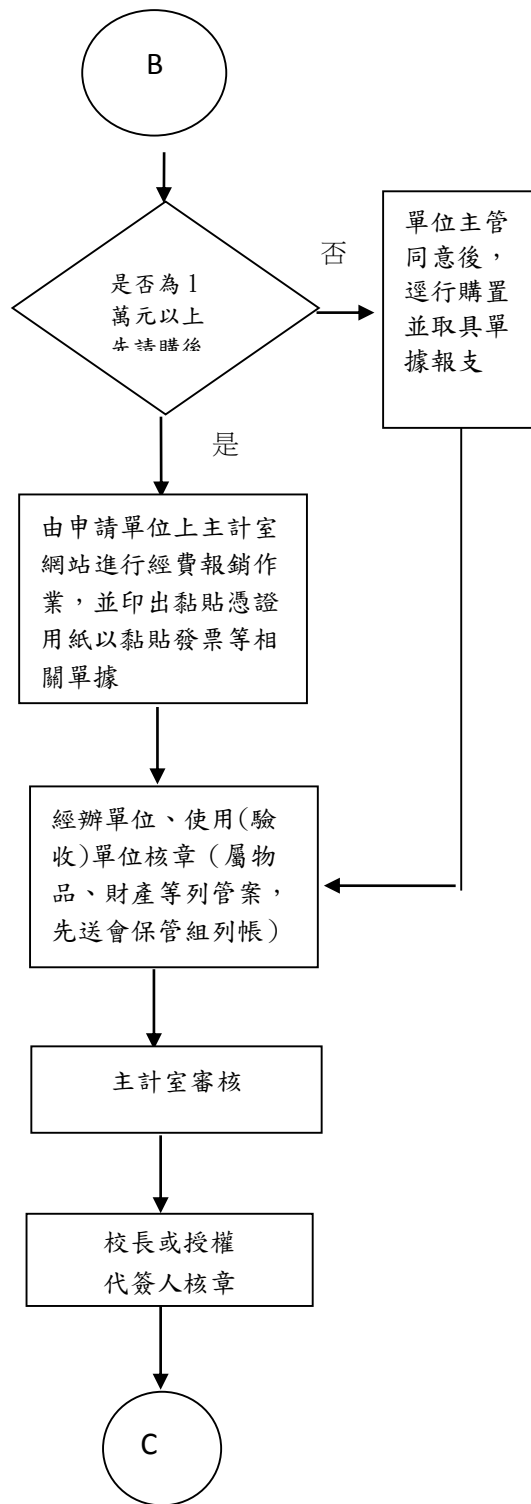 B
是否為1
萬元以上
先請購後
否
單位主管
同意後，
逕行購置
並取具單
據報支
是
由申請單位上主計室
網站進行經費報銷作
業，並印出黏貼憑證
用紙以黏貼發票等相
關單據
經辦單位、使用(驗
收)單位核章（屬物
品、財產等列管案，
先送會保管組列帳）
主計室審核
校長或授權
代簽人核章
C